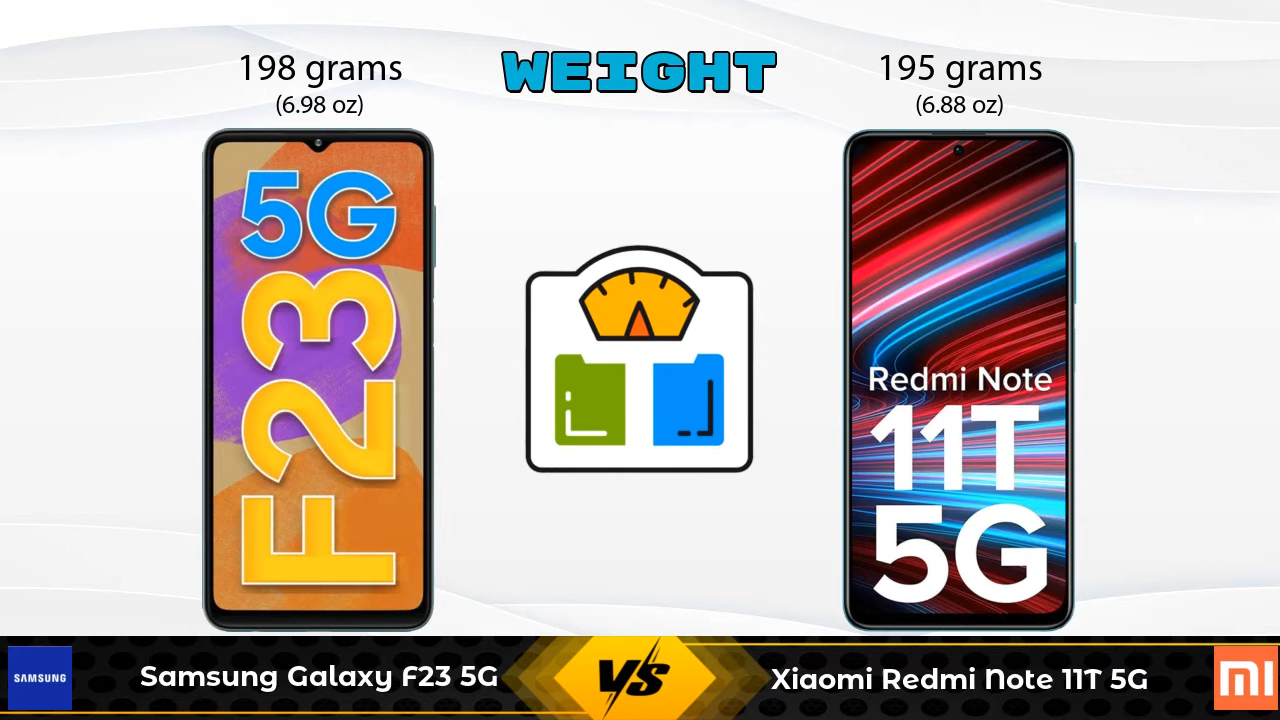 WEIGHT
198 grams
(6.98 oz)
195 grams
(6.88 oz)
5G
F23
Redmi Note
11T
5G
SAMSUNG
Samsung Galaxy F23 5G
VS
Xiaomi Redmi Note 11T 5G
MI